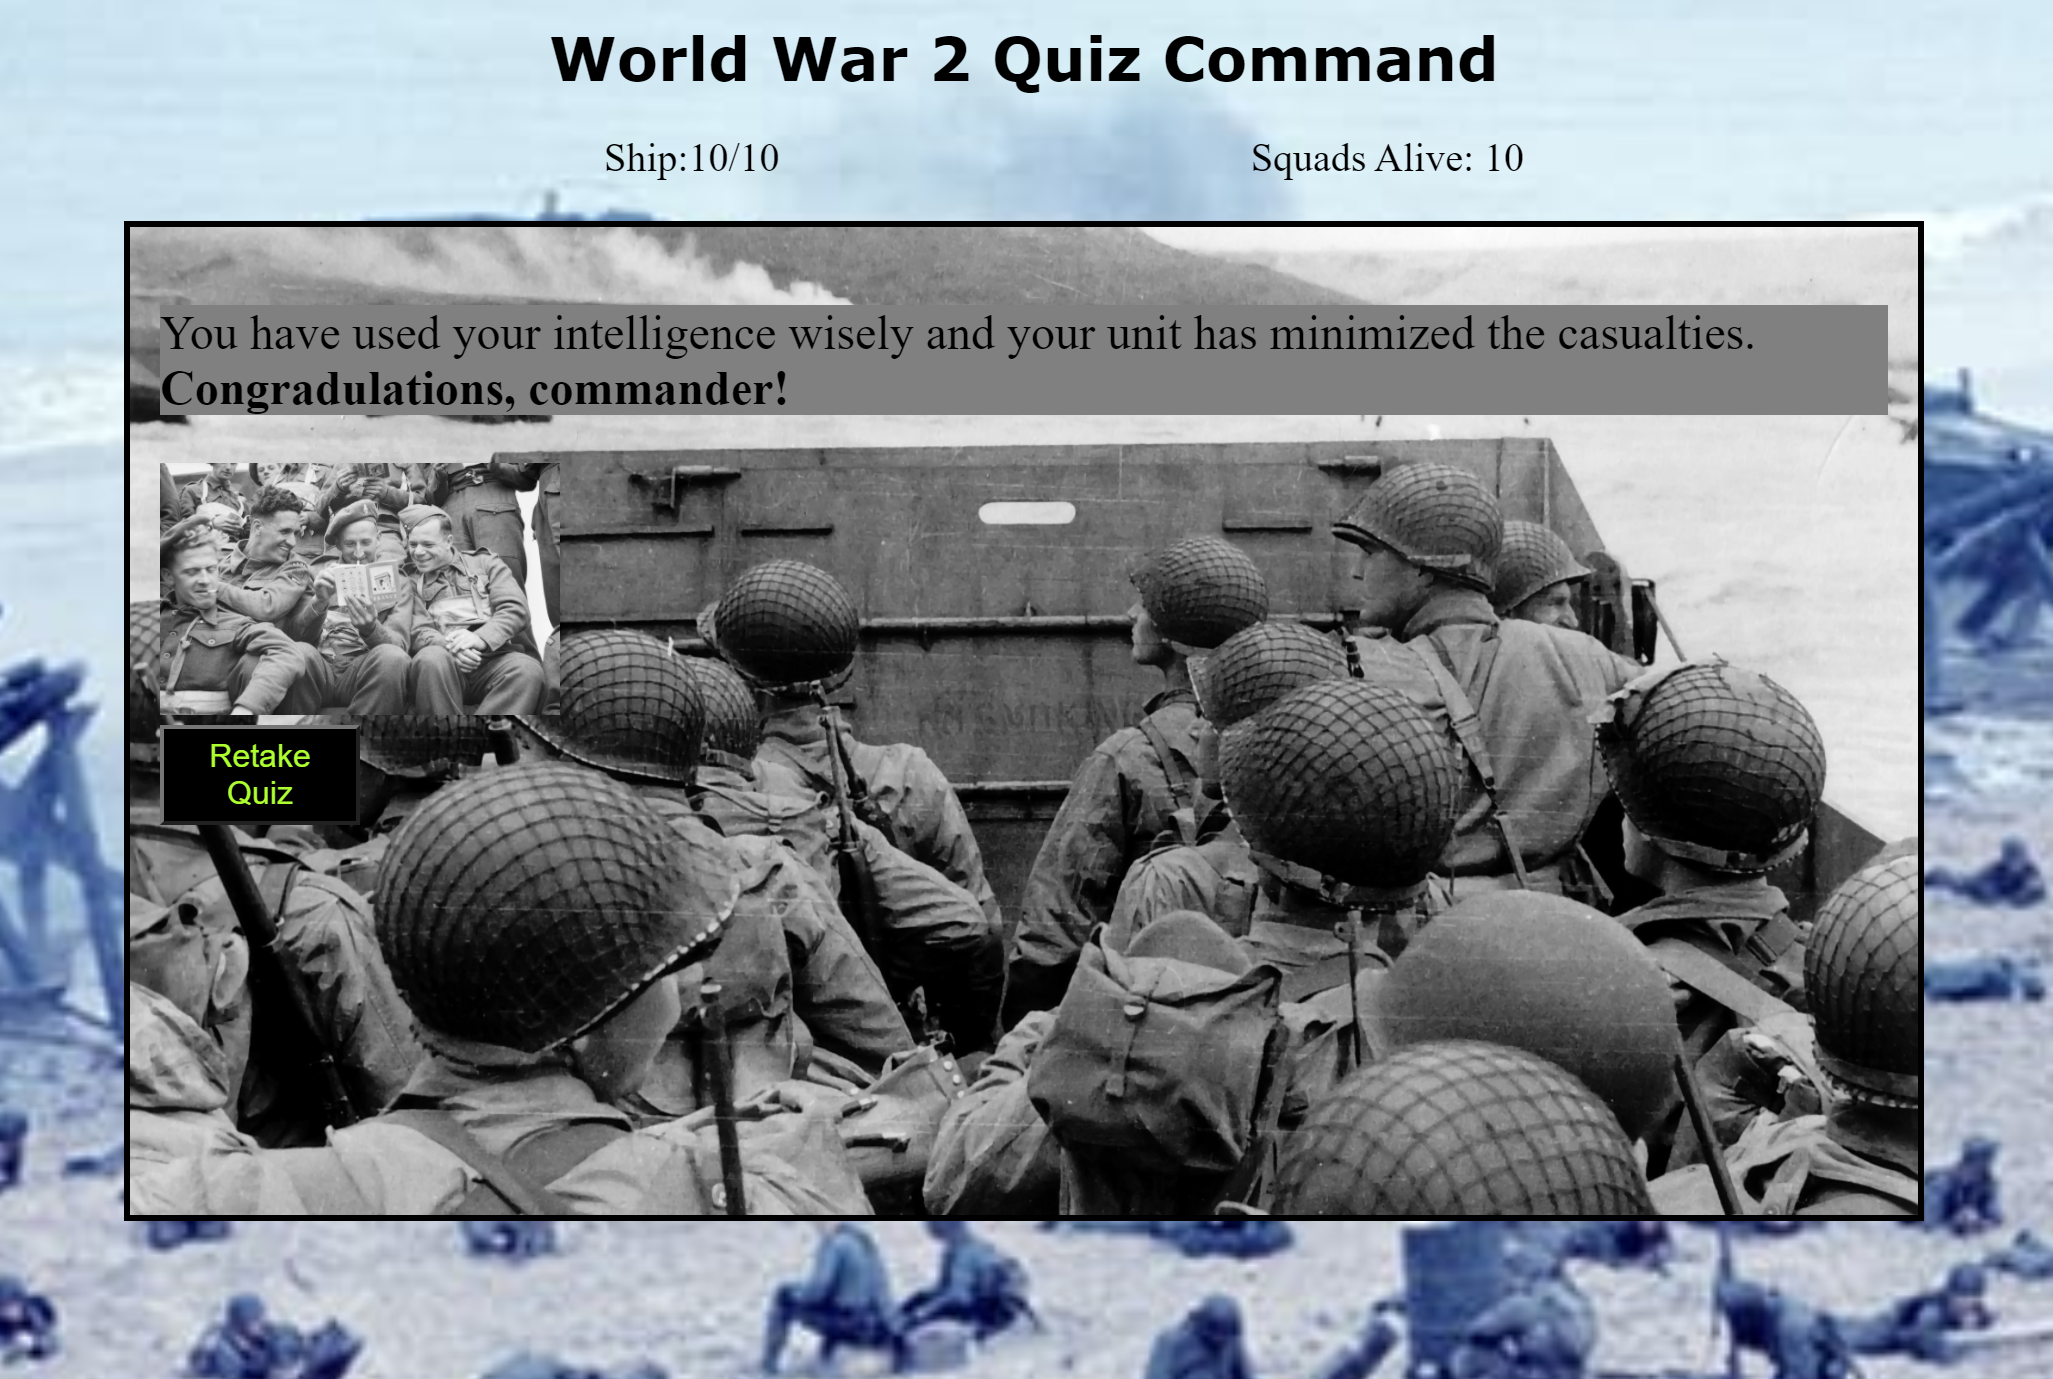 World War 2 Quiz Command
Ship:10/10
Squads Alive: 10
You have used your intelligence wisely and your unit has minimized the casualties.
Congradulations, commander!
Retake
Quiz